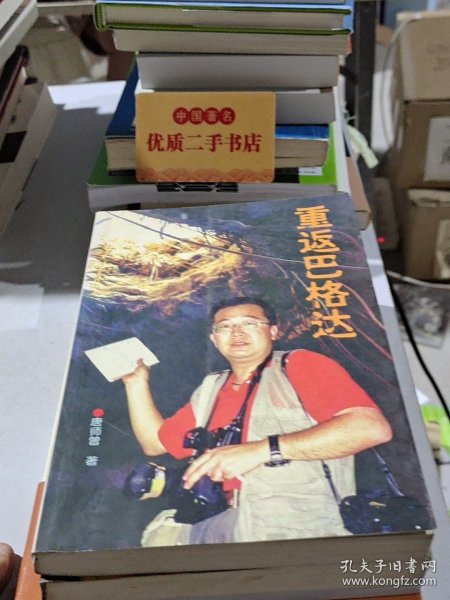 中国著名
优质二手书店
重返巴格达
唐师曾 著
孔夫子旧书网
www.kongfz.com